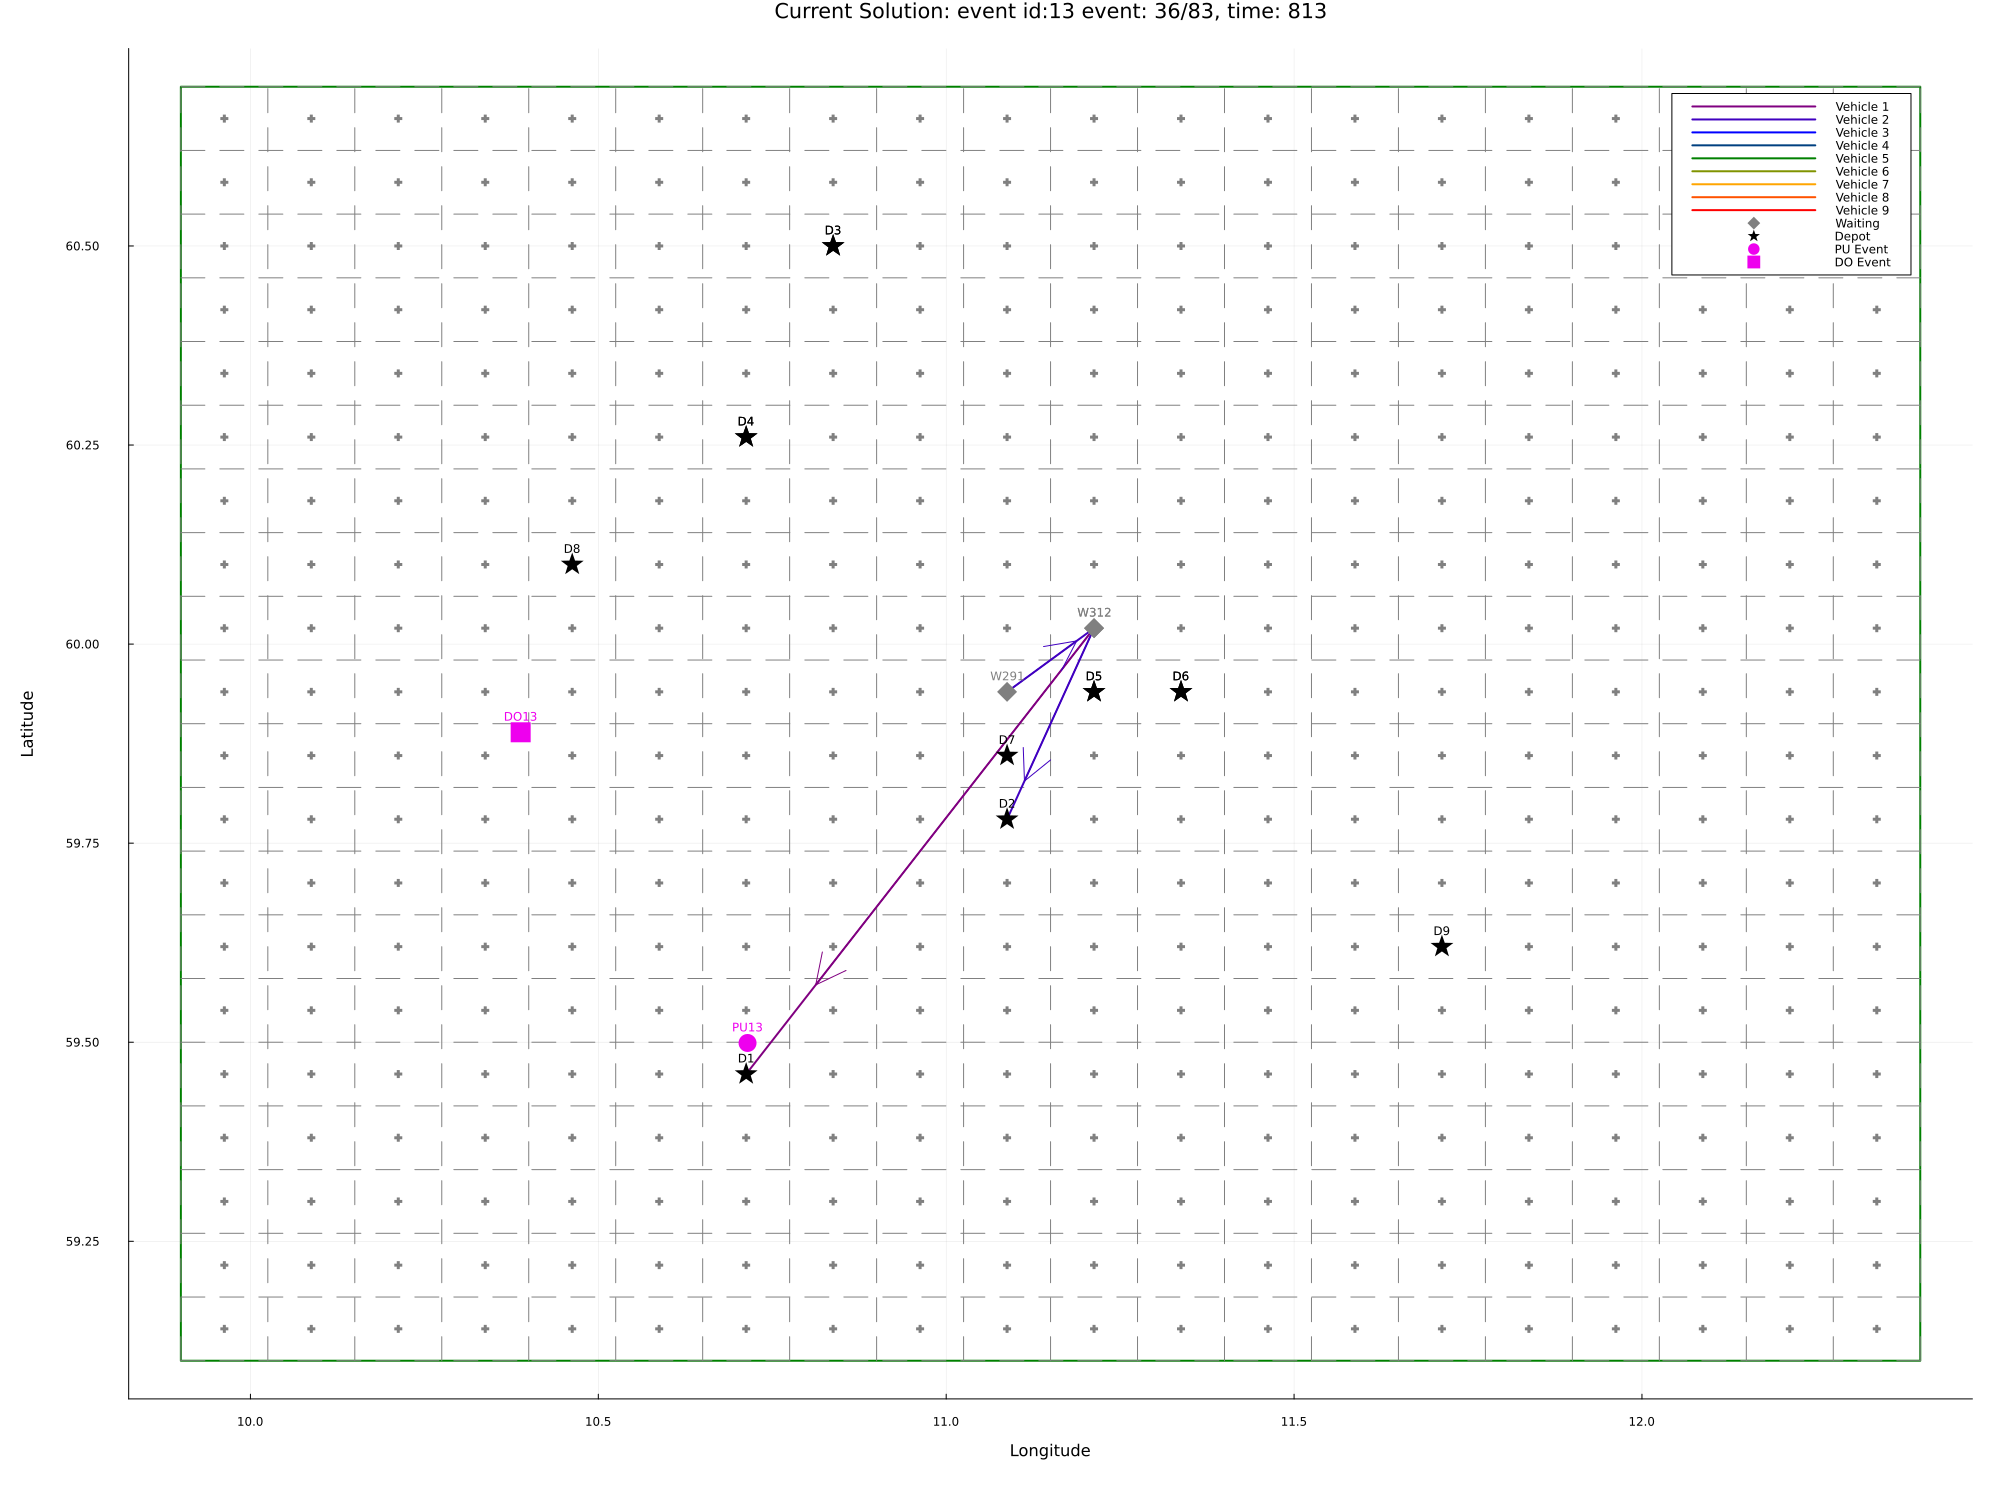 Current Solution: event id:13 event: 36/83, time: 813
Vehicle 1
Vehicle 2
Vehicle 3
Vehicle 4
Vehicle 5
Vehicle 6
Vehicle 7
Vehicle 8
Vehicle 9
Waiting
Depot
PU Event
DO Event
D3
60.50
D4
60.25
D8
W312
60.00
W291
D5
D6
DO13
D7
Latitude
D2
59.75
D9
PU13
59.50
D1
59.25
10.0
10.5
11.0
11.5
12.0
Longitude